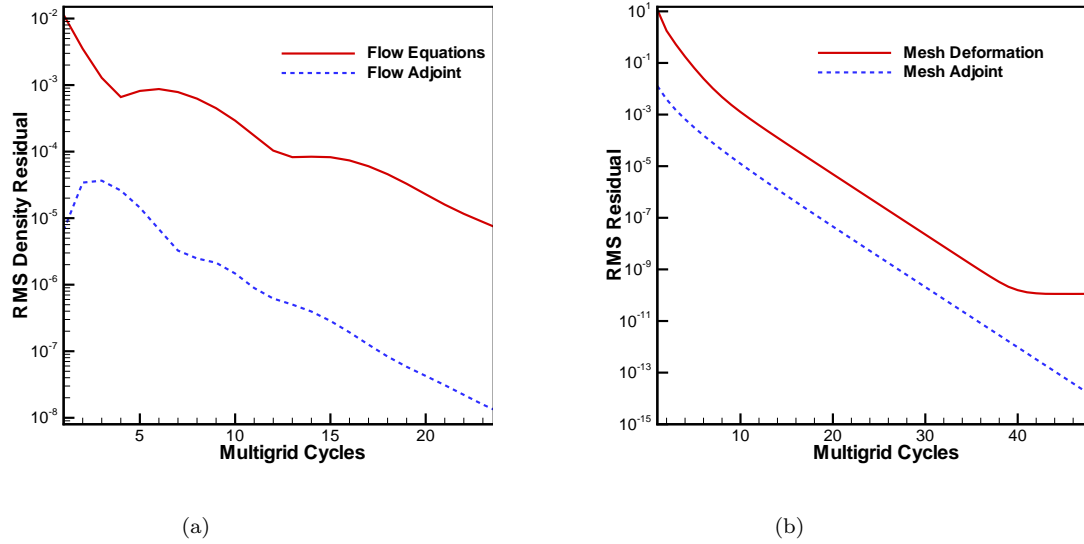 RMS Density Residual
10^-2
10^-3
10^-4
10^-5
10^-6
10^-7
10^-8
Flow Equations
Flow Adjoint
5
10
15
20
Multigrid Cycles
(a)
RMS Residual
10^1
10^-1
10^-3
10^-5
10^-7
10^-9
10^-11
10^-13
10^-15
Mesh Deformation
Mesh Adjoint
10
20
30
40
Multigrid Cycles
(b)